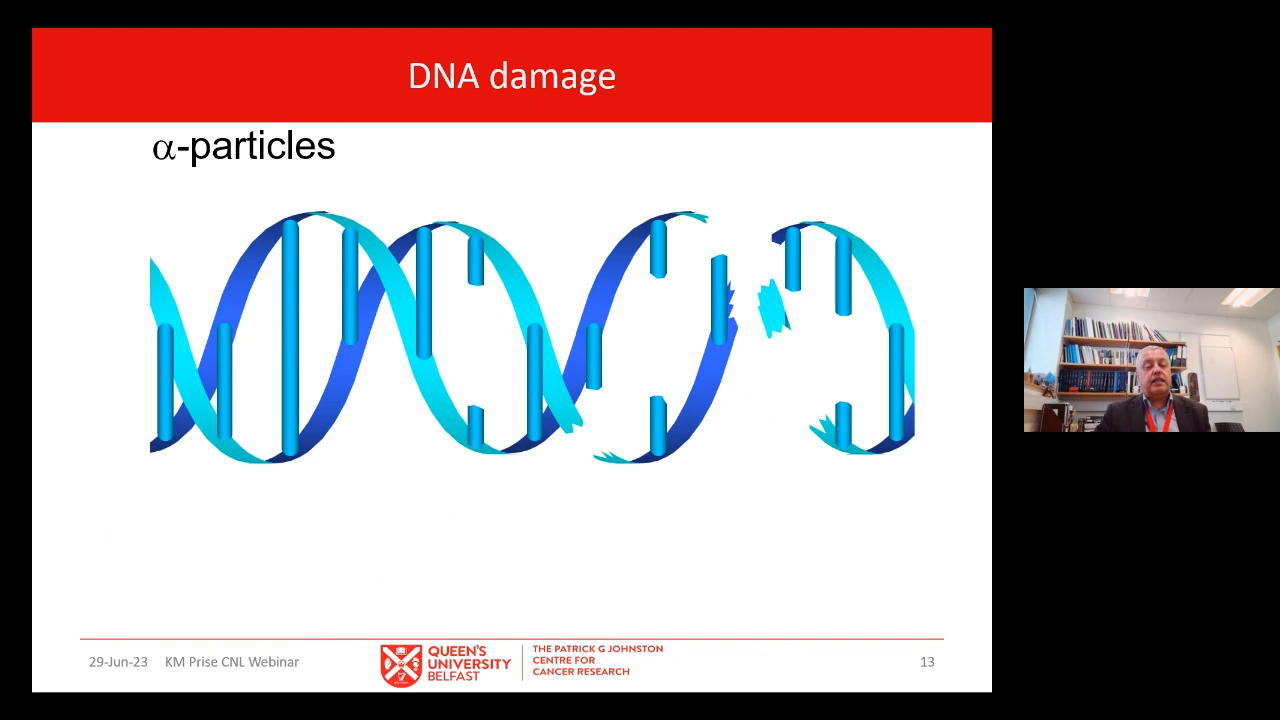 DNA damage
α-particles
29-Jun-23 KM Prise CNL Webinar
QUEEN'S
UNIVERSITY
BELFAST
THE PATRICK G JOHNSTON
CENTRE FOR
CANCER RESEARCH
13